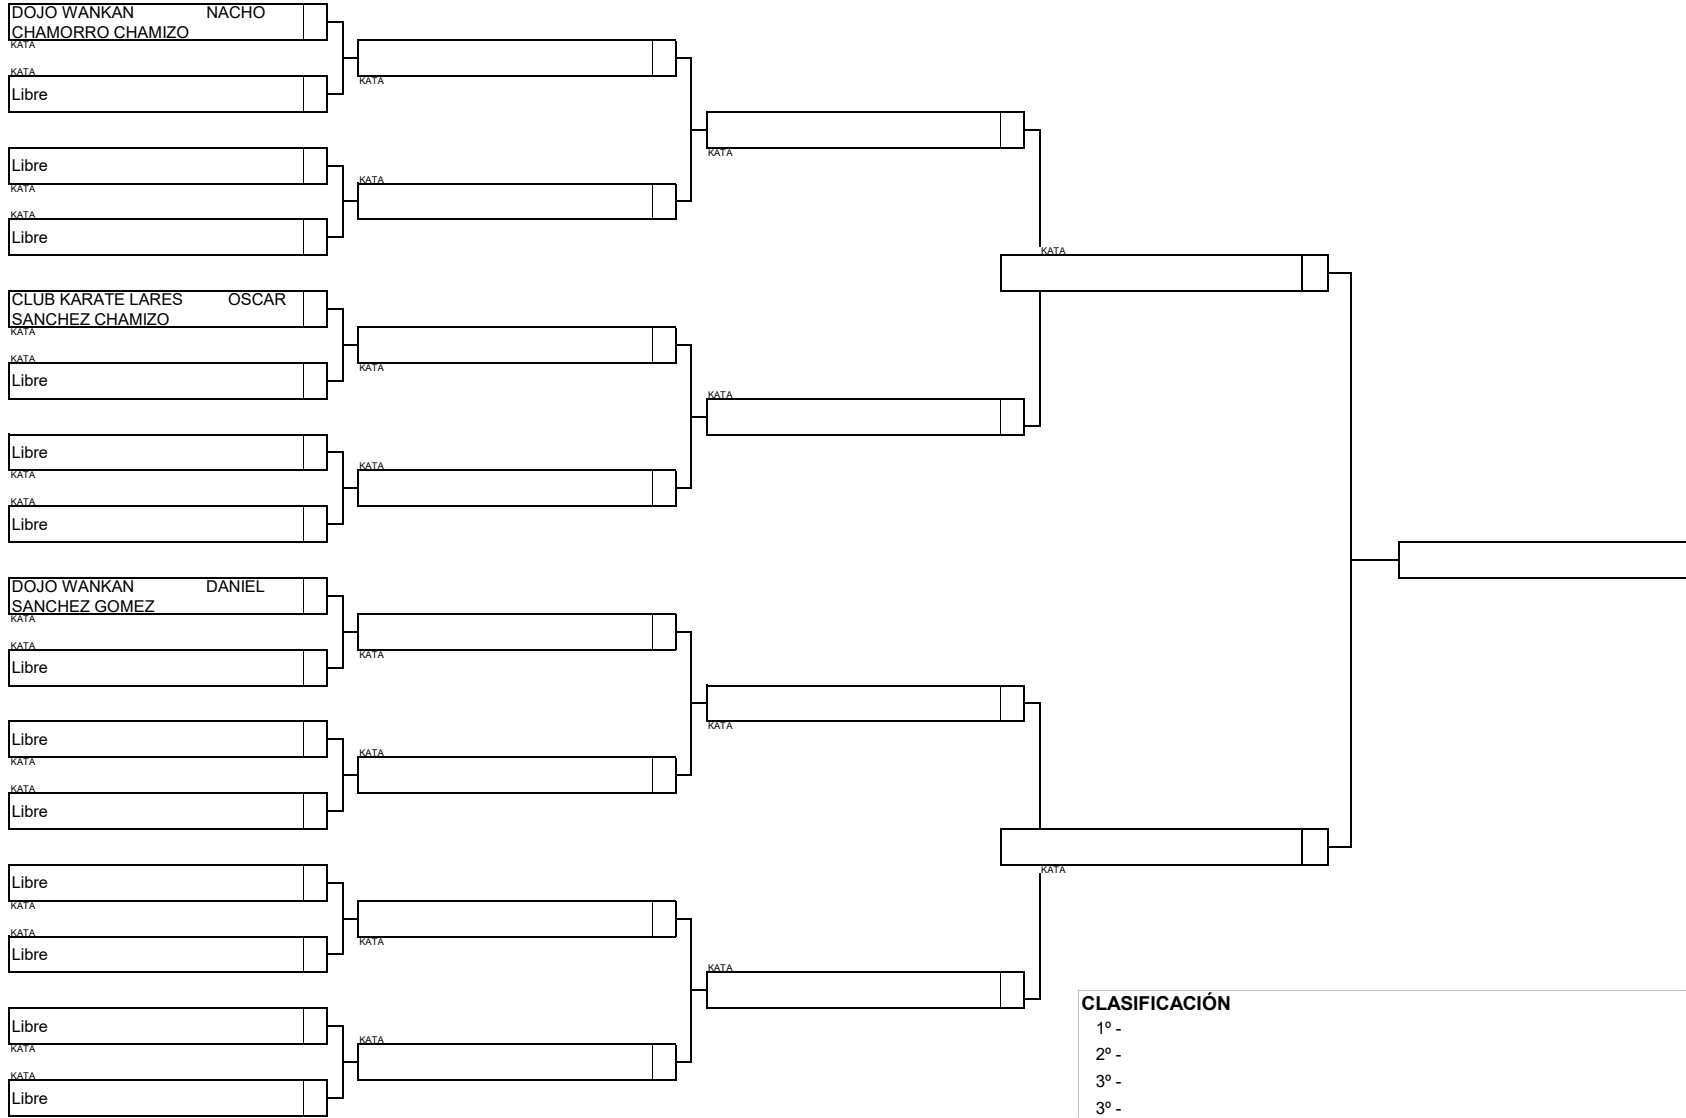 DOJO WANKAN NACHO
CHAMORRO CHAMIZO
KATA
KATA
Libre
Libre
KATA
KATA
Libre
CLUB KARATE LARES OSCAR
SANCHEZ CHAMIZO
KATA
KATA
Libre
Libre
KATA
KATA
Libre
DOJO WANKAN DANIEL
SANCHEZ GOMEZ
KATA
KATA
Libre
Libre
KATA
KATA
Libre
Libre
KATA
KATA
Libre
Libre
KATA
KATA
Libre
KATA
KATA
KATA
KATA
KATA
KATA
KATA
KATA
KATA
KATA
KATA
KATA
KATA
KATA
CLASIFICACIÓN
1º -
2º -
3º -
3º -